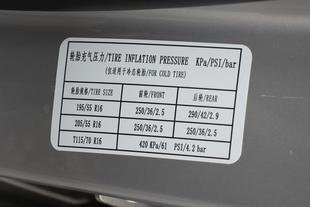 轮胎充气压力/TIRE INFLATION PRESSURE KPa/PSI/bar
(仅适用于冷态轮胎/FOR COLD TIRE)
轮胎规格/TIRE SIZE 前轮/FRONT 后轮/REAR
195/55 R16 250/36/2.5 290/42/2.9
205/55 R16 250/36/2.5 250/36/2.5
T115/70 R16 420 KPa/61 PSI/4.2 bar